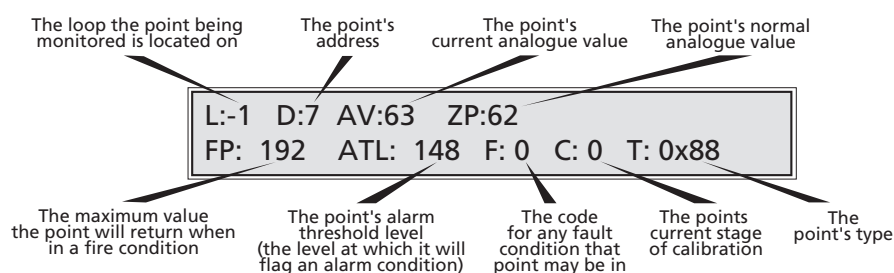 The loop the point being
monitored is located on
The point's
address
The point's
current analogue value
The point's normal
analogue value
L:-1 D:7 AV:63 ZP:62
FP: 192 ATL: 148 F: 0 C: 0 T: 0x88
The maximum value
the point will return when
in a fire condition
The point's alarm
threshold level
(the level at which it will
flag an alarm condition)
The code
for any fault
condition that
point may be in
The points
current stage
of calibration
The
point's type